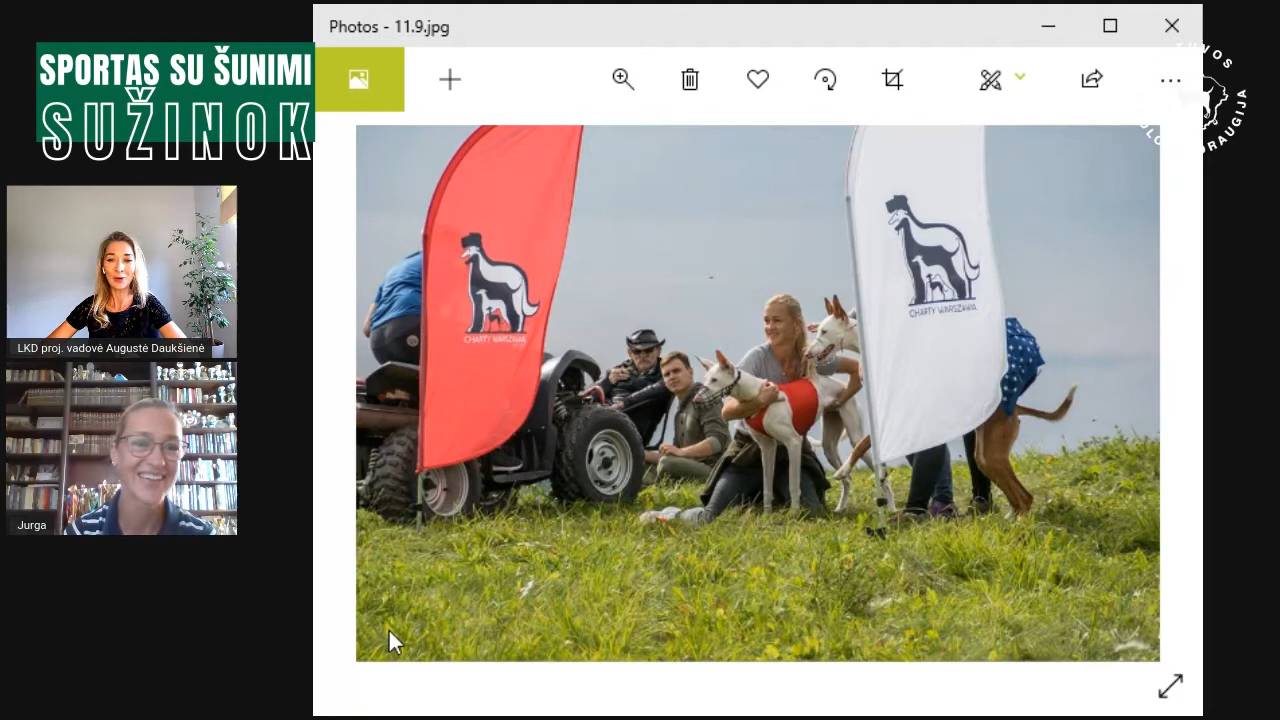 Photos - 11.9.jpg
SPORTAS SU ŠUNIMI
SUŽINOK
CHARTY WARSZAWA
CHARTY WARSZAWA
LKD proj. vadovė Augustė Daukšienė
Jurga